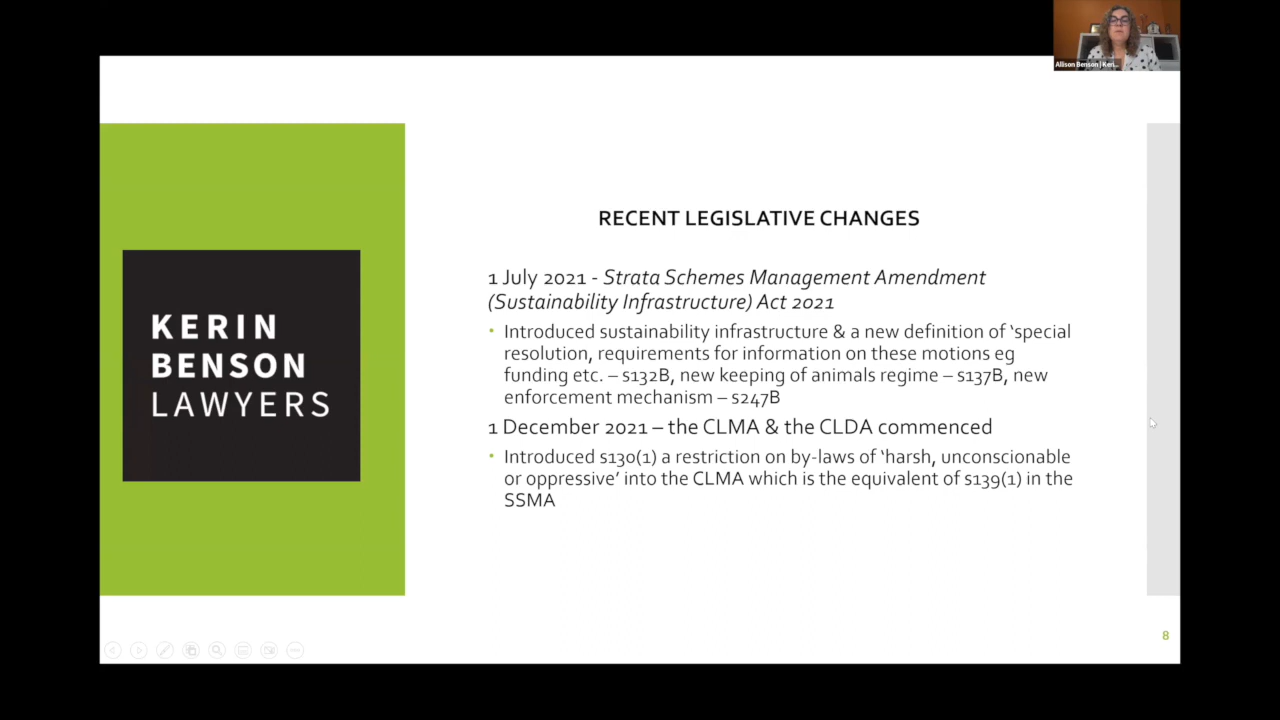 Allison Benson | Keri...
RECENT LEGISLATIVE CHANGES
1 July 2021 - Strata Schemes Management Amendment
(Sustainability Infrastructure) Act 2021
• Introduced sustainability infrastructure & a new definition of ‘special
resolution, requirements for information on these motions eg
funding etc. – s132B, new keeping of animals regime – s137B, new
enforcement mechanism – s247B
1 December 2021 – the CLMA & the CLDA commenced
• Introduced s130(1) a restriction on by-laws of ‘harsh, unconscionable
or oppressive’ into the CLMA which is the equivalent of s139(1) in the
SSMA
KERIN
BENSON
LAWYERS
8